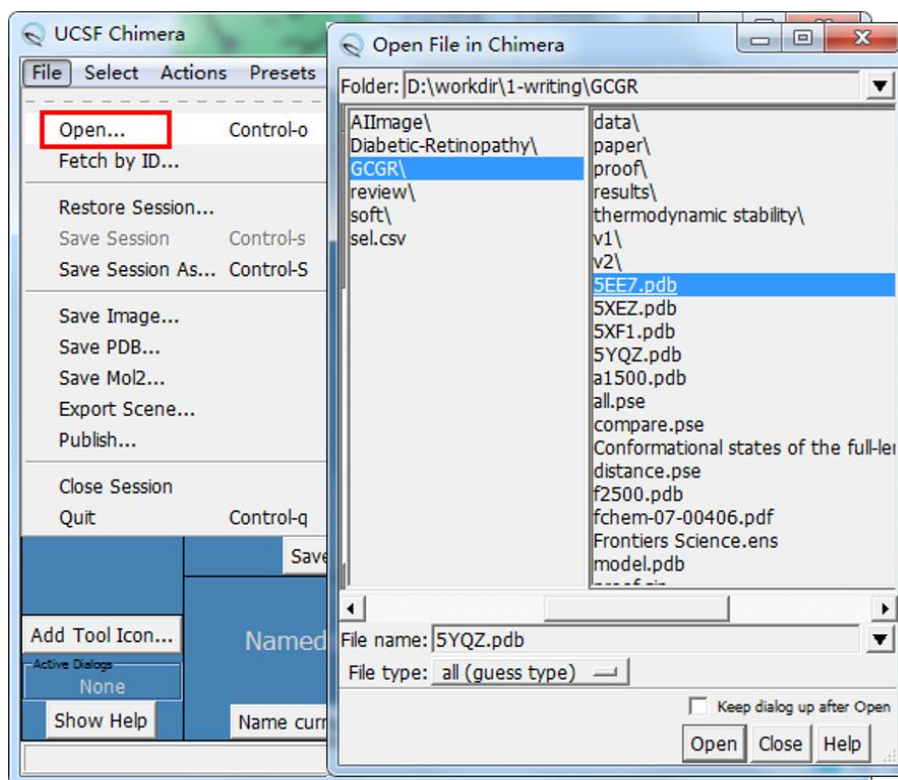 UCSF Chimera
File Select Actions Presets
Open... Control-o
Fetch by ID...
Restore Session...
Save Session Control-s
Save Session As... Control-S
Save Image...
Save PDB...
Save Mol2...
Export Scene...
Publish...
Close Session
Quit Control-q
Save
Add Tool Icon...
Named
Active Dialogs
None
Show Help
Name curr
Open File in Chimera
Folder: D:\workdir\1-writing\GCGR
AIImage\
Diabetic-Retinopathy\
GCGR\
review\
soft\
sel.csv
data\
paper\
proof\
results\
thermodynamic stability\
v1\
v2\
5EE7.pdb
5XEZ.pdb
5XF1.pdb
5YQZ.pdb
a1500.pdb
all.pse
compare.pse
Conformational states of the full-ler
distance.pse
f2500.pdb
fchem-07-00406.pdf
Frontiers Science.ens
model.pdb
File name: 5YQZ.pdb
File type: all (guess type)
Keep dialog up after Open
Open Close Help